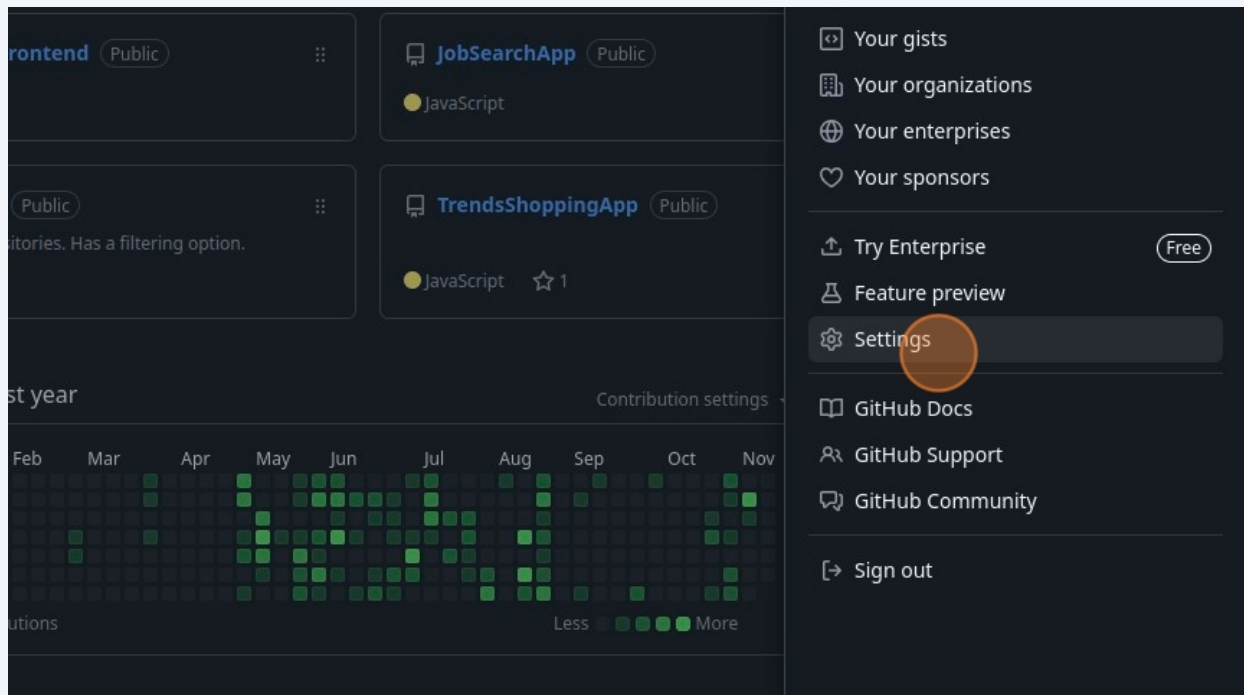 rontend Public
JobSearchApp Public
JavaScript
Public
sitories. Has a filtering option.
TrendsShoppingApp Public
JavaScript 1
st year
Contribution settings
Feb Mar Apr May Jun Jul Aug Sep Oct Nov
utions
Less More
Your gists
Your organizations
Your enterprises
Your sponsors
Try Enterprise Free
Feature preview
Settings
GitHub Docs
GitHub Support
GitHub Community
Sign out